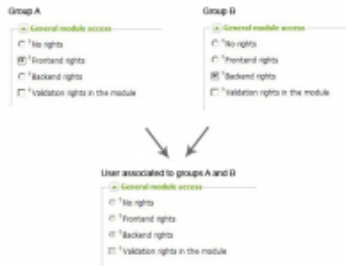 Group A
General module access
No rights
Frontend rights
Backend rights
Validation rights in the module
Group B
General module access
No rights
Frontend rights
Backend rights
Validation rights in the module
User associated to groups A and B
General module access
No rights
Frontend rights
Backend rights
Validation rights in the module